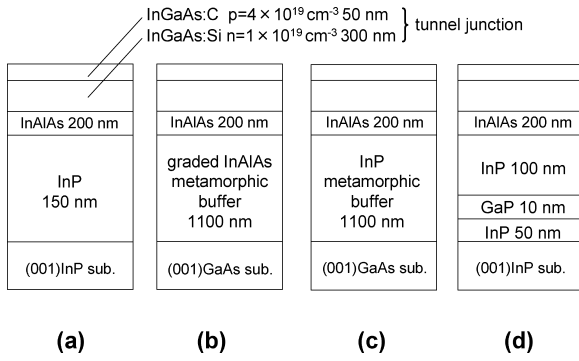 InGaAs:C p=4 × 10¹⁹ cm⁻³ 50 nm
InGaAs:Si n=1 × 10¹⁹ cm⁻³ 300 nm
tunnel junction
InAlAs 200 nm
InP
150 nm
(001)InP sub.
(a)
InAlAs 200 nm
graded InAlAs
metamorphic
buffer
1100 nm
(001)GaAs sub.
(b)
InAlAs 200 nm
InP
metamorphic
buffer
1100 nm
(001)GaAs sub.
(c)
InAlAs 200 nm
InP 100 nm
GaP 10 nm
InP 50 nm
(001)InP sub.
(d)